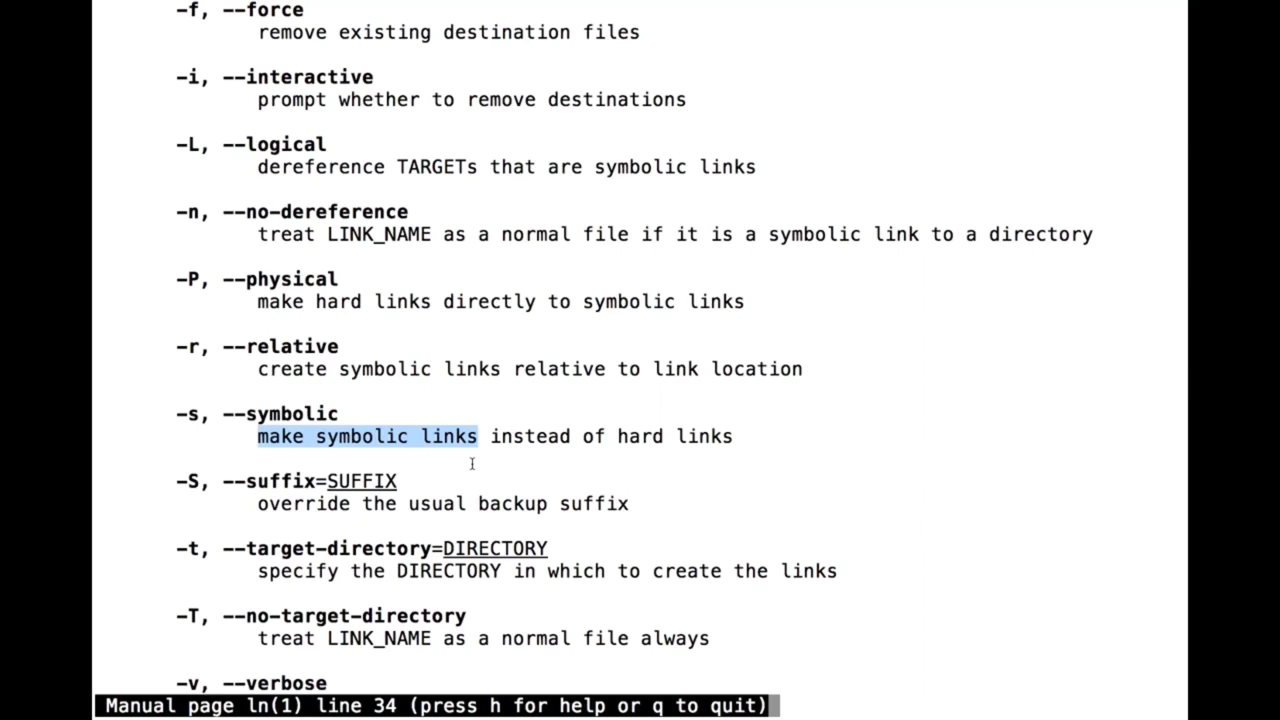 -f, --force
remove existing destination files
-i, --interactive
prompt whether to remove destinations
-L, --logical
dereference TARGETs that are symbolic links
-n, --no-dereference
treat LINK_NAME as a normal file if it is a symbolic link to a directory
-P, --physical
make hard links directly to symbolic links
-r, --relative
create symbolic links relative to link location
-s, --symbolic
make symbolic links instead of hard links
-S, --suffix=SUFFIX
override the usual backup suffix
-t, --target-directory=DIRECTORY
specify the DIRECTORY in which to create the links
-T, --no-target-directory
treat LINK_NAME as a normal file always
-v, --verbose
Manual page ln(1) line 34 (press h for help or q to quit)